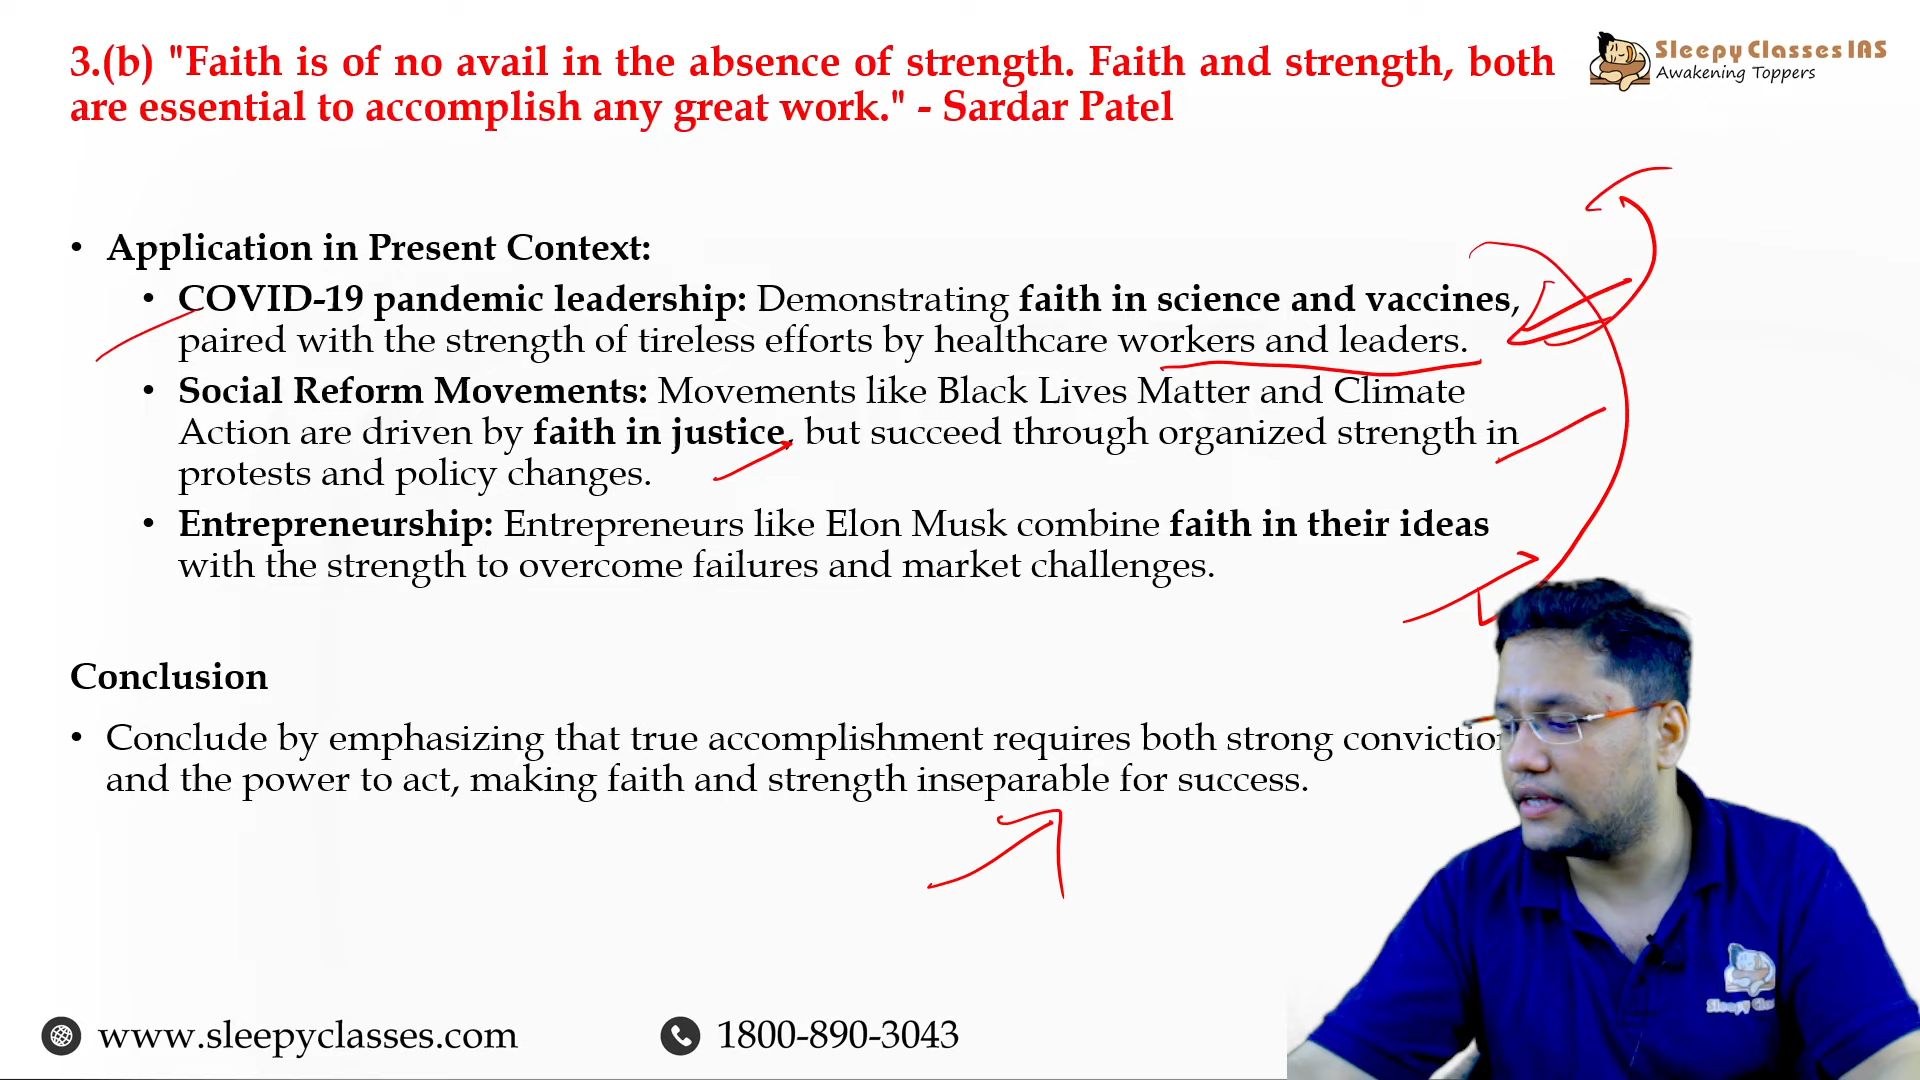 3.(b) "Faith is of no avail in the absence of strength. Faith and strength, both
are essential to accomplish any great work." - Sardar Patel
Sleepy Classes IAS
Awakening Toppers
• Application in Present Context:
• COVID-19 pandemic leadership: Demonstrating faith in science and vaccines,
paired with the strength of tireless efforts by healthcare workers and leaders.
• Social Reform Movements: Movements like Black Lives Matter and Climate
Action are driven by faith in justice, but succeed through organized strength in
protests and policy changes.
• Entrepreneurship: Entrepreneurs like Elon Musk combine faith in their ideas
with the strength to overcome failures and market challenges.
Conclusion
• Conclude by emphasizing that true accomplishment requires both strong conviction
and the power to act, making faith and strength inseparable for success.
Sleepy Clas
www.sleepyclasses.com
1800-890-3043